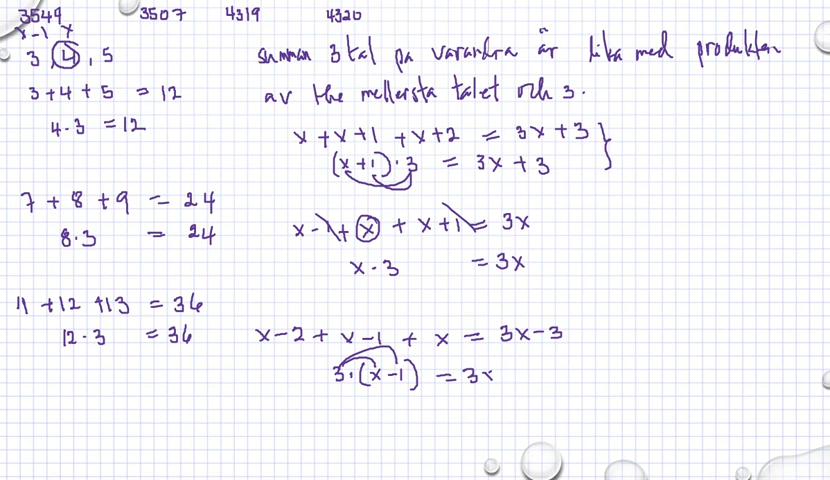 3549 3507 4319 4320
x-1 x
3, 4, 5
summan 3 tal pa varandra är lika med produkten
av the mellersta talet och 3.
3+4+5 = 12
4·3 = 12
x + x+1 + x+2 = 3x+3
(x+1)·3 = 3x+3
7+8+9 = 24
8·3 = 24
x-1 + x + x+1 = 3x
x·3 = 3x
11+12+13 = 36
12·3 = 36
x-2 + x-1 + x = 3x-3
3·(x-1) = 3x